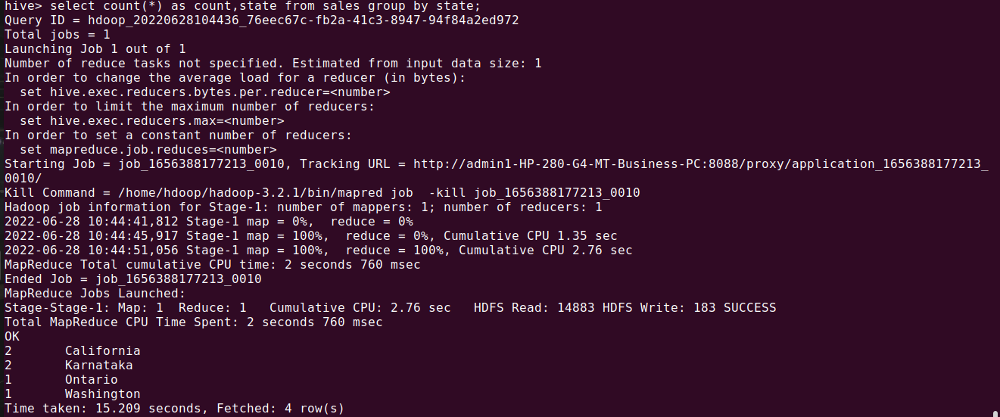 hive> select count(*) as count,state from sales group by state;
Query ID = hdoop_20220628104436_76eec67c-fb2a-41c3-8947-94f84a2ed972
Total jobs = 1
Launching Job 1 out of 1
Number of reduce tasks not specified. Estimated from input data size: 1
In order to change the average load for a reducer (in bytes):
  set hive.exec.reducers.bytes.per.reducer=<number>
In order to limit the maximum number of reducers:
  set hive.exec.reducers.max=<number>
In order to set a constant number of reducers:
  set mapreduce.job.reduces=<number>
Starting Job = job_1656388177213_0010, Tracking URL = http://admin1-HP-280-G4-MT-Business-PC:8088/proxy/application_1656388177213_
0010/
Kill Command = /home/hdoop/hadoop-3.2.1/bin/mapred job  -kill job_1656388177213_0010
Hadoop job information for Stage-1: number of mappers: 1; number of reducers: 1
2022-06-28 10:44:41,812 Stage-1 map = 0%,  reduce = 0%
2022-06-28 10:44:45,917 Stage-1 map = 100%,  reduce = 0%, Cumulative CPU 1.35 sec
2022-06-28 10:44:51,056 Stage-1 map = 100%,  reduce = 100%, Cumulative CPU 2.76 sec
MapReduce Total cumulative CPU time: 2 seconds 760 msec
Ended Job = job_1656388177213_0010
MapReduce Jobs Launched:
Stage-Stage-1: Map: 1  Reduce: 1   Cumulative CPU: 2.76 sec   HDFS Read: 14883 HDFS Write: 183 SUCCESS
Total MapReduce CPU Time Spent: 2 seconds 760 msec
OK
2       California
2       Karnataka
1       Ontario
1       Washington
Time taken: 15.209 seconds, Fetched: 4 row(s)